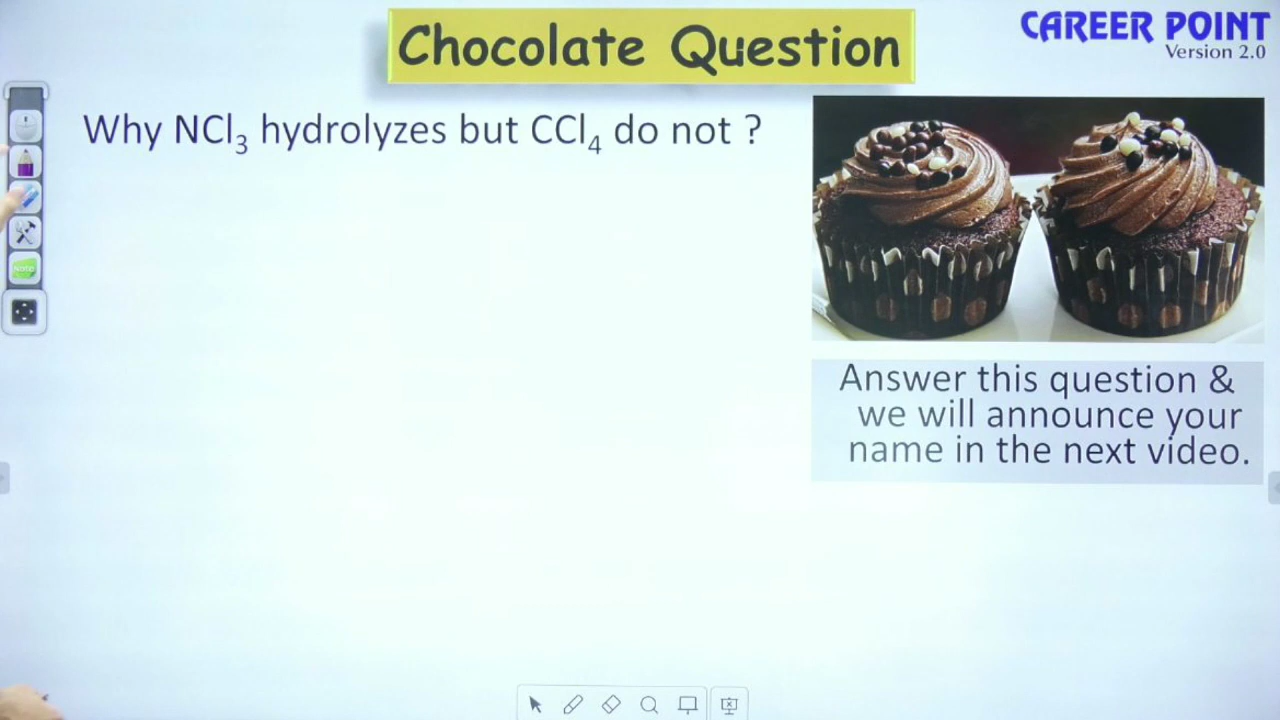 Chocolate Question
CAREER POINT
Version 2.0
Why NCl₃ hydrolyzes but CCl₄ do not ?
Answer this question &
we will announce your
name in the next video.
Note